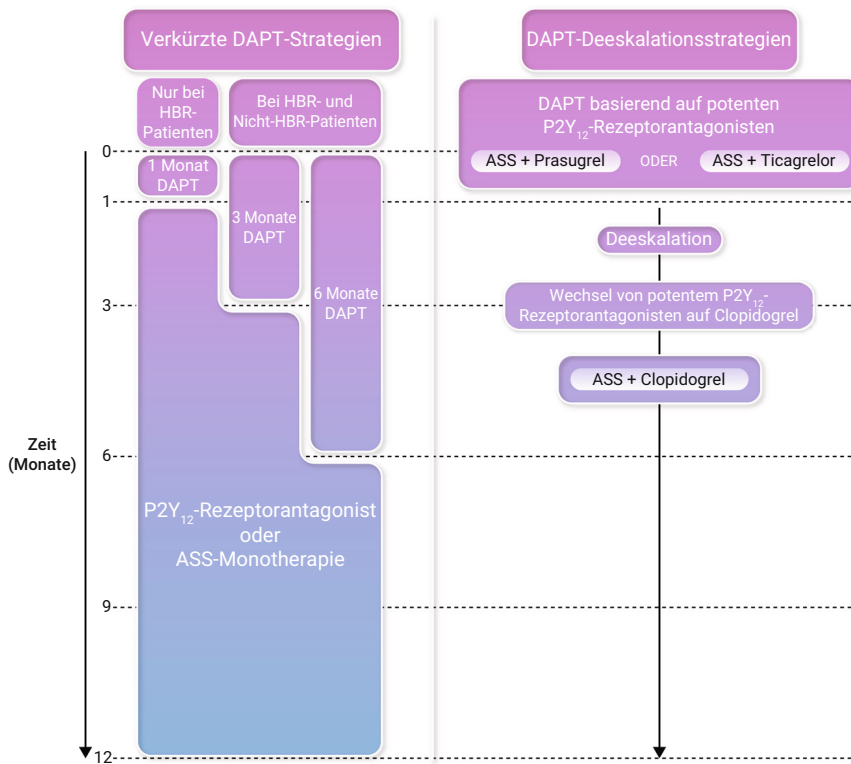 Verkürzte DAPT-Strategien
DAPT-Deeskalationsstrategien
Nur bei
HBR-
Patienten
Bei HBR- und
Nicht-HBR-Patienten
DAPT basierend auf potenten
P2Y₁₂-Rezeptorantagonisten
ASS + Prasugrel ODER ASS + Ticagrelor
0
1 Monat
DAPT
1
3 Monate
DAPT
Deeskalation
6 Monate
DAPT
Wechsel von potentem P2Y₁₂-
Rezeptorantagonisten auf Clopidogrel
3
ASS + Clopidogrel
Zeit
(Monate)
6
P2Y₁₂-Rezeptorantagonist
oder
ASS-Monotherapie
9
12